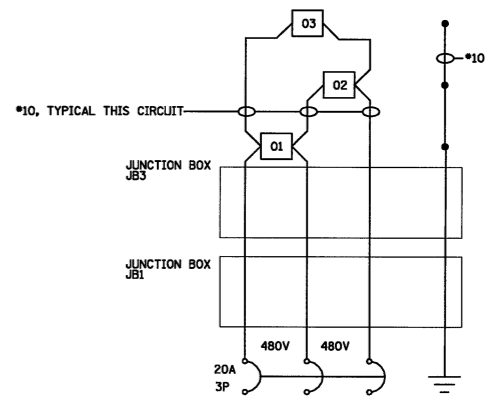 03
02
#10
#10, TYPICAL THIS CIRCUIT
01
JUNCTION BOX
JB3
JUNCTION BOX
JB1
480V 480V
20A
3P